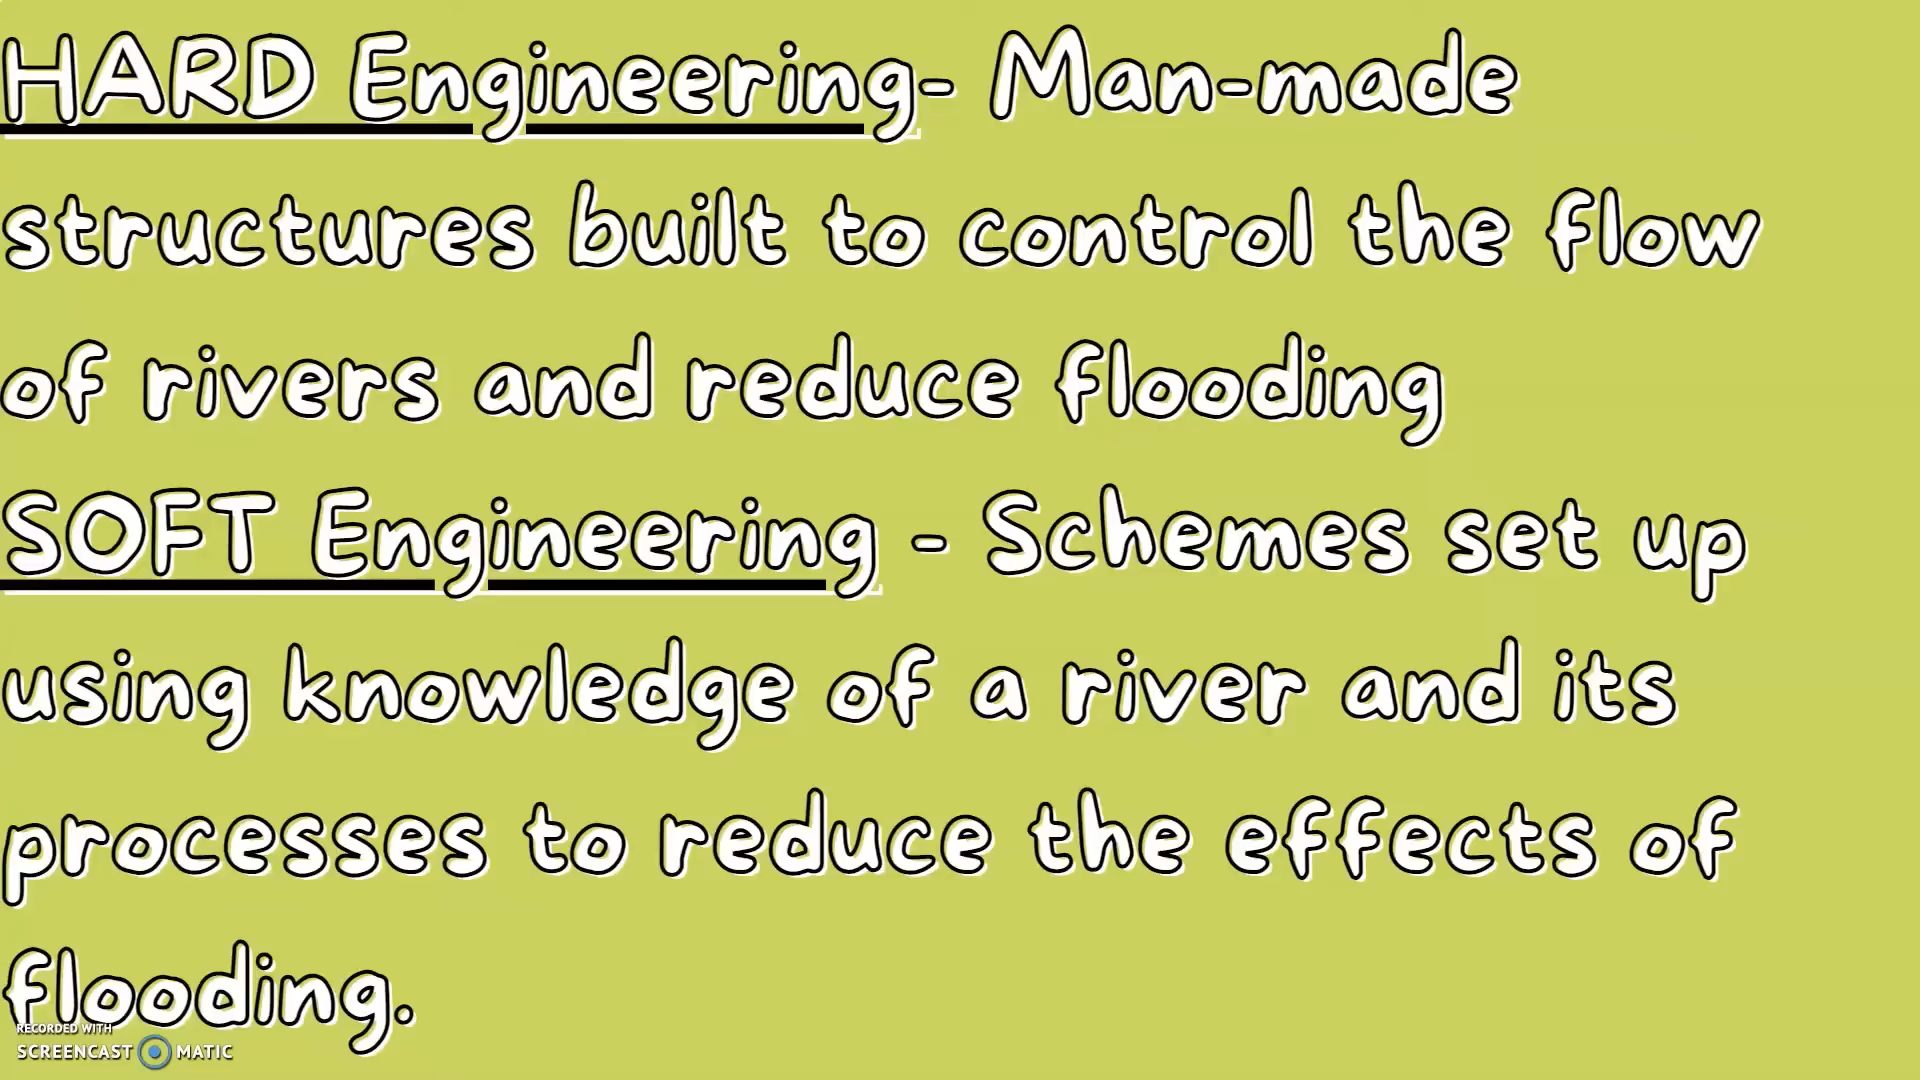 HARD Engineering- Man-made
structures built to control the flow
of rivers and reduce flooding
SOFT Engineering - Schemes set up
using knowledge of a river and its
processes to reduce the effects of
flooding.
RECORDED WITH
SCREENCAST MATIC